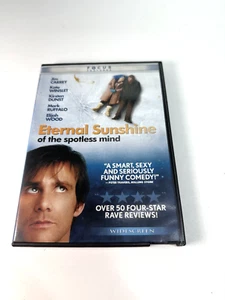 FOCUS
Jim CARREY
Kate WINSLET
Kirsten DUNST
Mark RUFFALO
Elijah WOOD
Eternal Sunshine
of the spotless mind
"A SMART, SEXY
AND SERIOUSLY
FUNNY COMEDY!"
OVER 50 FOUR-STAR
RAVE REVIEWS!
WIDESCREEN